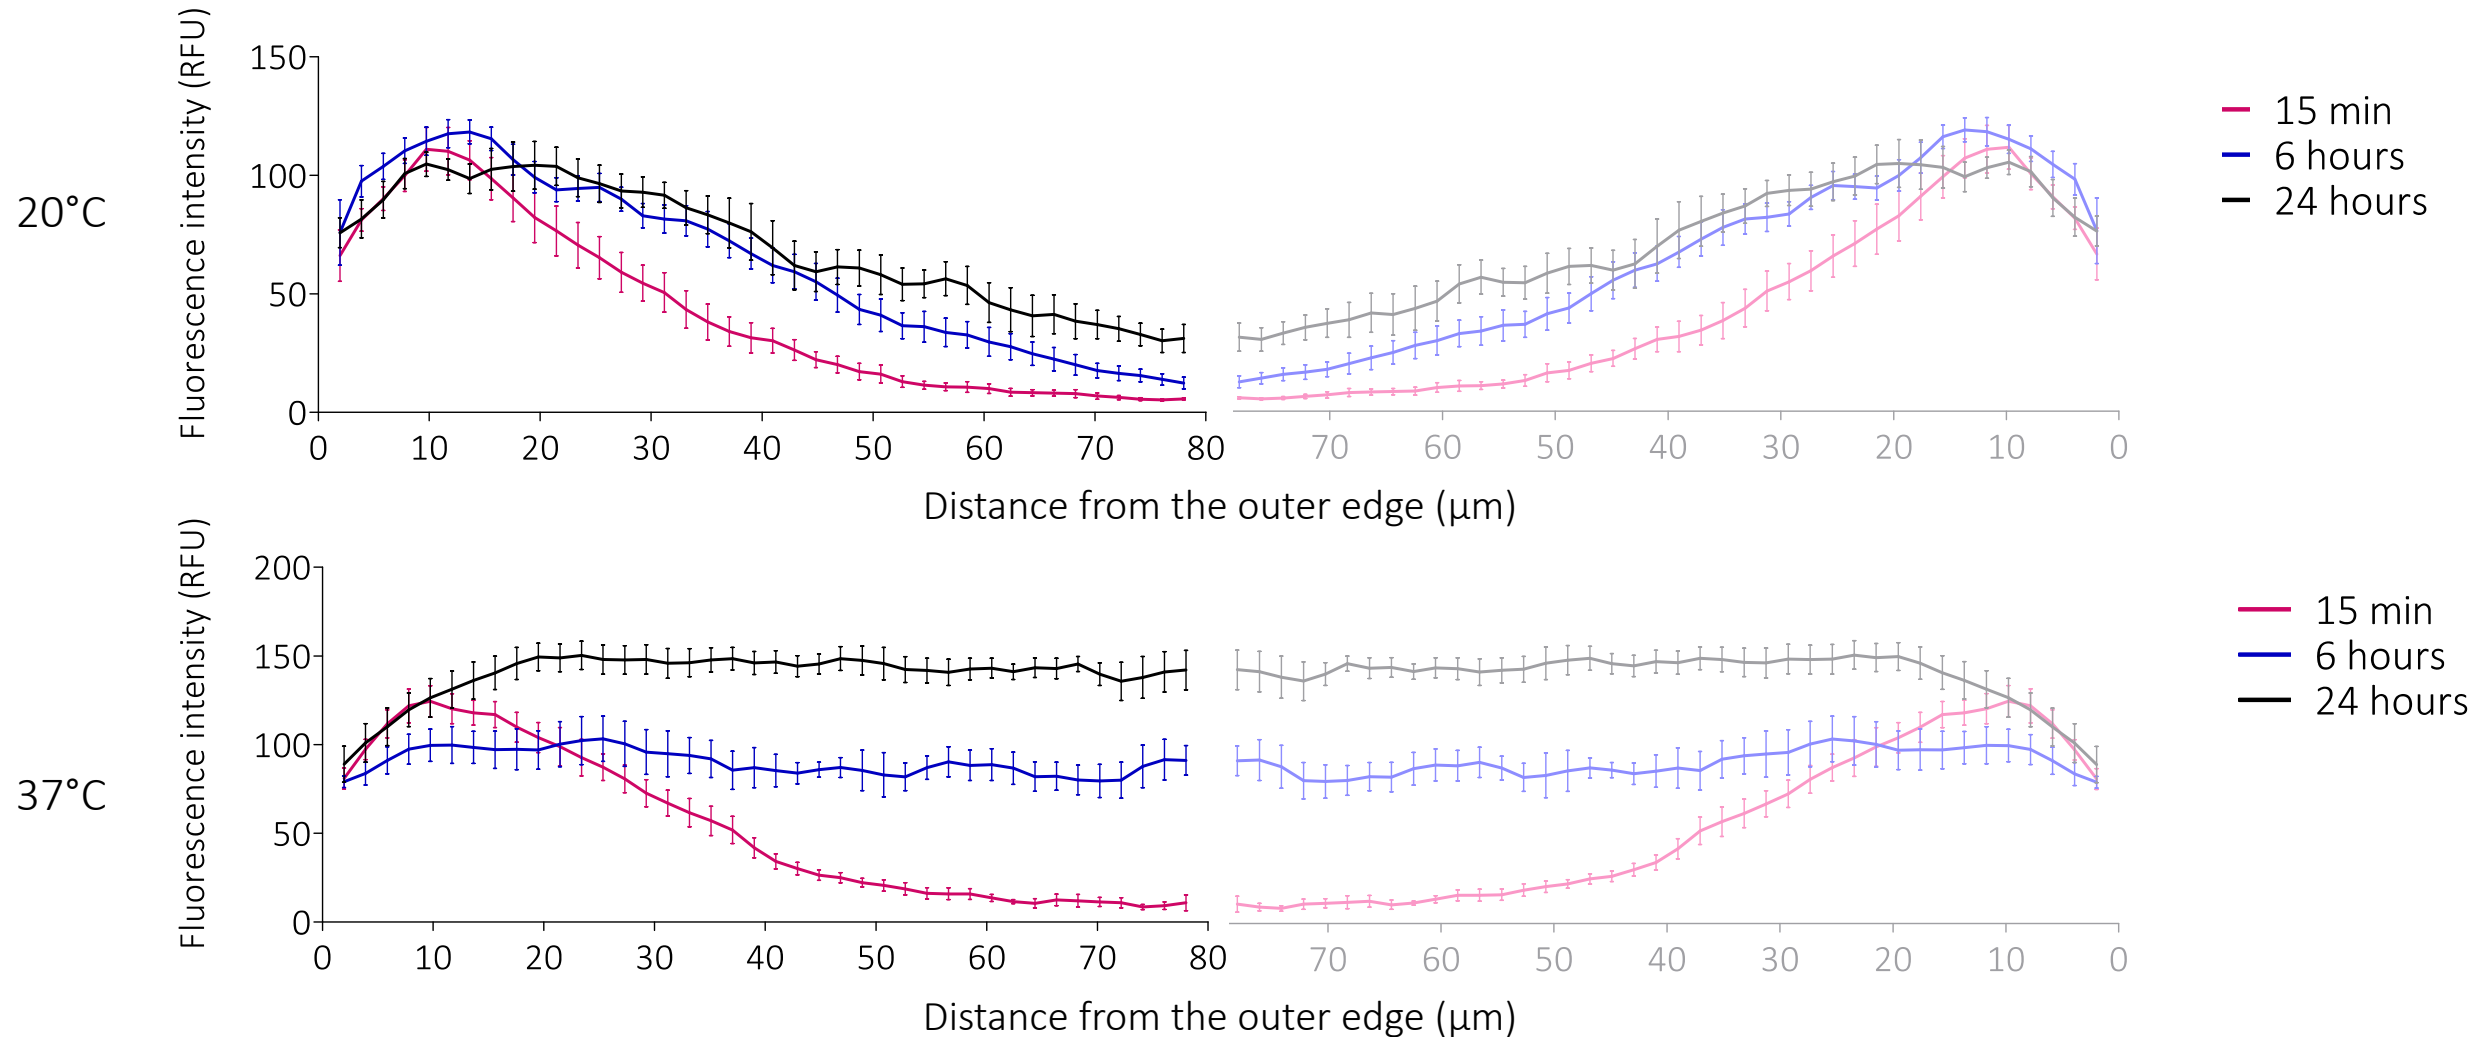 Fluorescence intensity (RFU)
150
100
50
0
20°C
0 10 20 30 40 50 60 70 80 70 60 50 40 30 20 10 0
Distance from the outer edge (µm)
15 min
6 hours
24 hours
Fluorescence intensity (RFU)
200
150
100
50
0
37°C
0 10 20 30 40 50 60 70 80 70 60 50 40 30 20 10 0
Distance from the outer edge (µm)
15 min
6 hours
24 hours